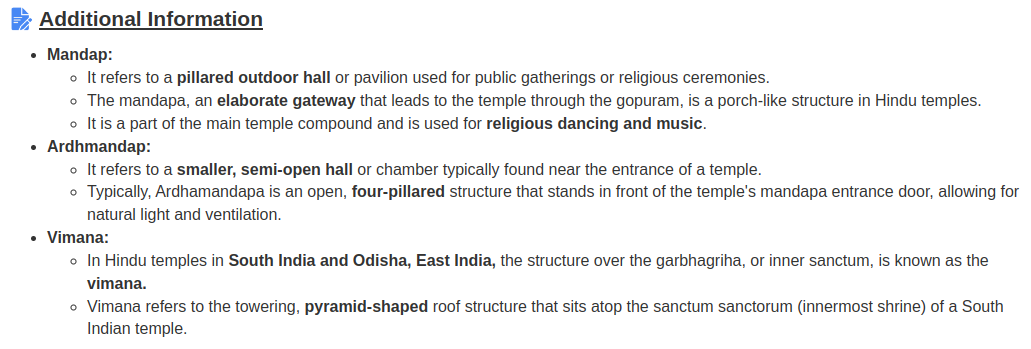 Additional Information
• Mandap:
◦ It refers to a pillared outdoor hall or pavilion used for public gatherings or religious ceremonies.
◦ The mandapa, an elaborate gateway that leads to the temple through the gopuram, is a porch-like structure in Hindu temples.
◦ It is a part of the main temple compound and is used for religious dancing and music.
• Ardhmandap:
◦ It refers to a smaller, semi-open hall or chamber typically found near the entrance of a temple.
◦ Typically, Ardhamandapa is an open, four-pillared structure that stands in front of the temple's mandapa entrance door, allowing for
natural light and ventilation.
• Vimana:
◦ In Hindu temples in South India and Odisha, East India, the structure over the garbhagriha, or inner sanctum, is known as the
vimana.
◦ Vimana refers to the towering, pyramid-shaped roof structure that sits atop the sanctum sanctorum (innermost shrine) of a South
Indian temple.